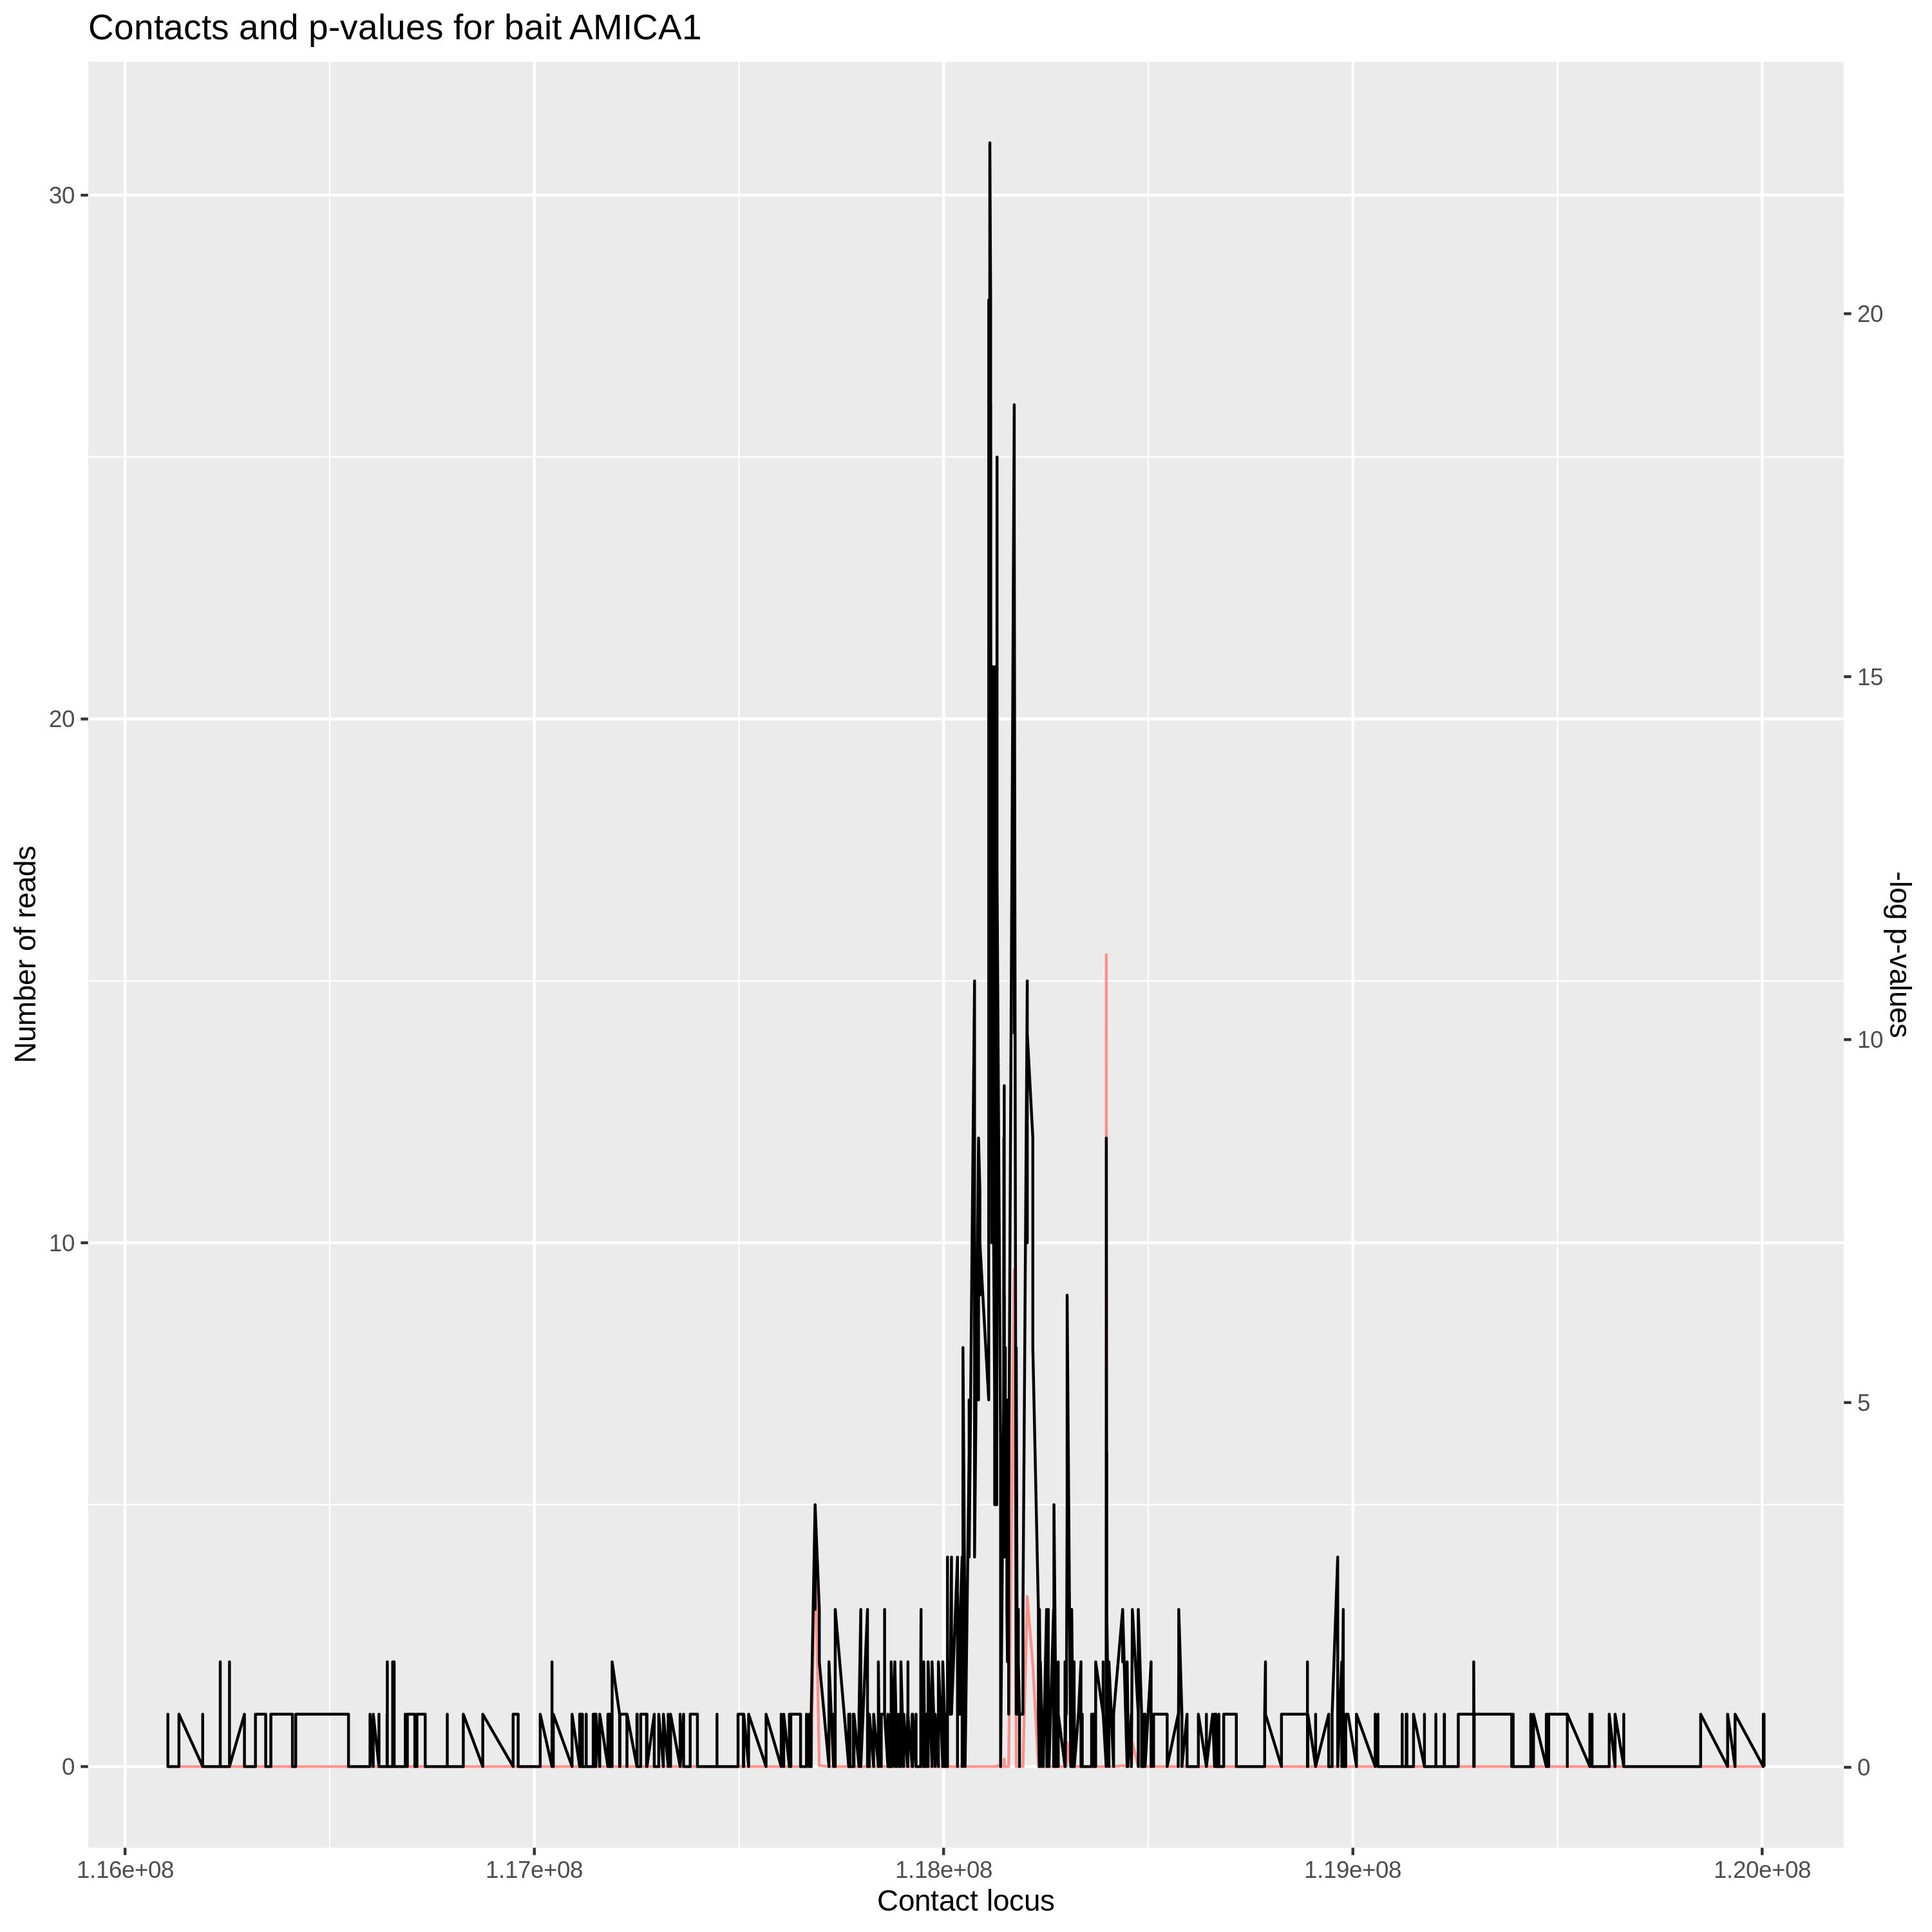 Contacts and p-values for bait AMICA1
30
20
10
0
Number of reads
20
15
10
5
0
-log p-values
1.16e+08
1.17e+08
1.18e+08
1.19e+08
1.20e+08
Contact locus